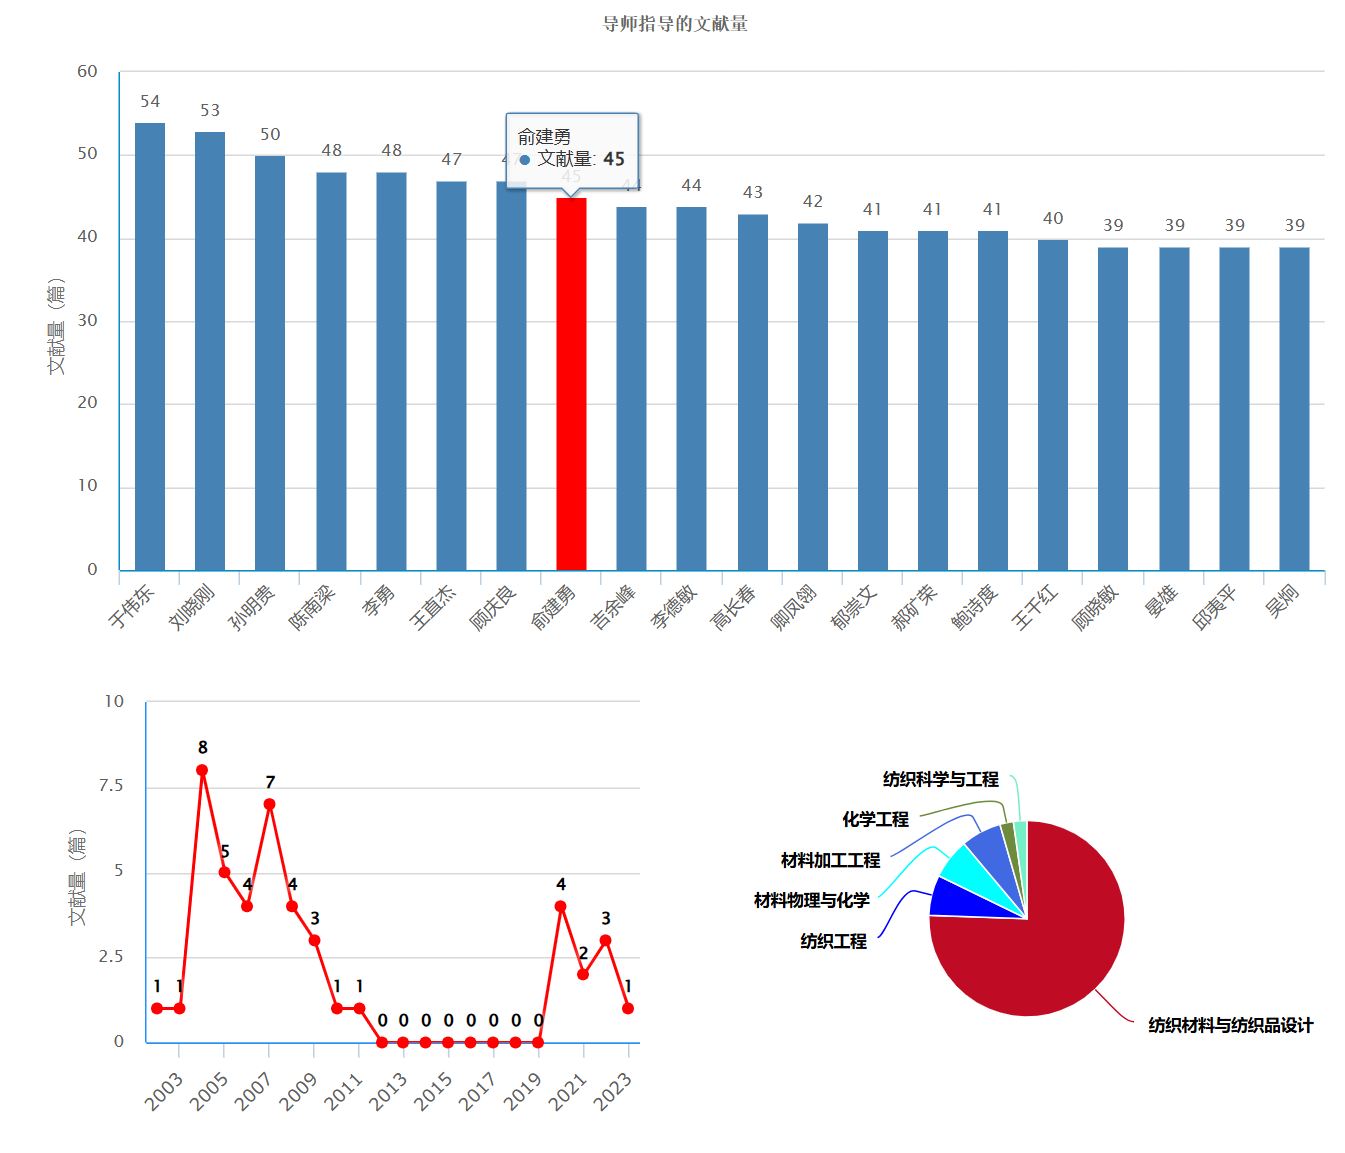 导师指导的文献量
60
50
40
30
20
10
0
文献量（篇）
54
53
50
48
48
47
47
45
44
44
43
42
41
41
41
40
39
39
39
39
俞建勇
● 文献量: 45
于伟东
刘晓刚
孙明贵
陈南梁
李勇
王直杰
顾庆良
俞建勇
吉余峰
李德敏
高长春
卿凤翎
郁崇文
郝矿荣
鲍诗度
王千红
顾晓敏
晏雄
邱夷平
吴炯
10
7.5
5
2.5
0
文献量（篇）
1
1
8
5
4
7
4
3
1
1
0
0
0
0
0
0
0
0
4
2
3
1
2003
2005
2007
2009
2011
2013
2015
2017
2019
2021
2023
纺织科学与工程
化学工程
材料加工工程
材料物理与化学
纺织工程
纺织材料与纺织品设计